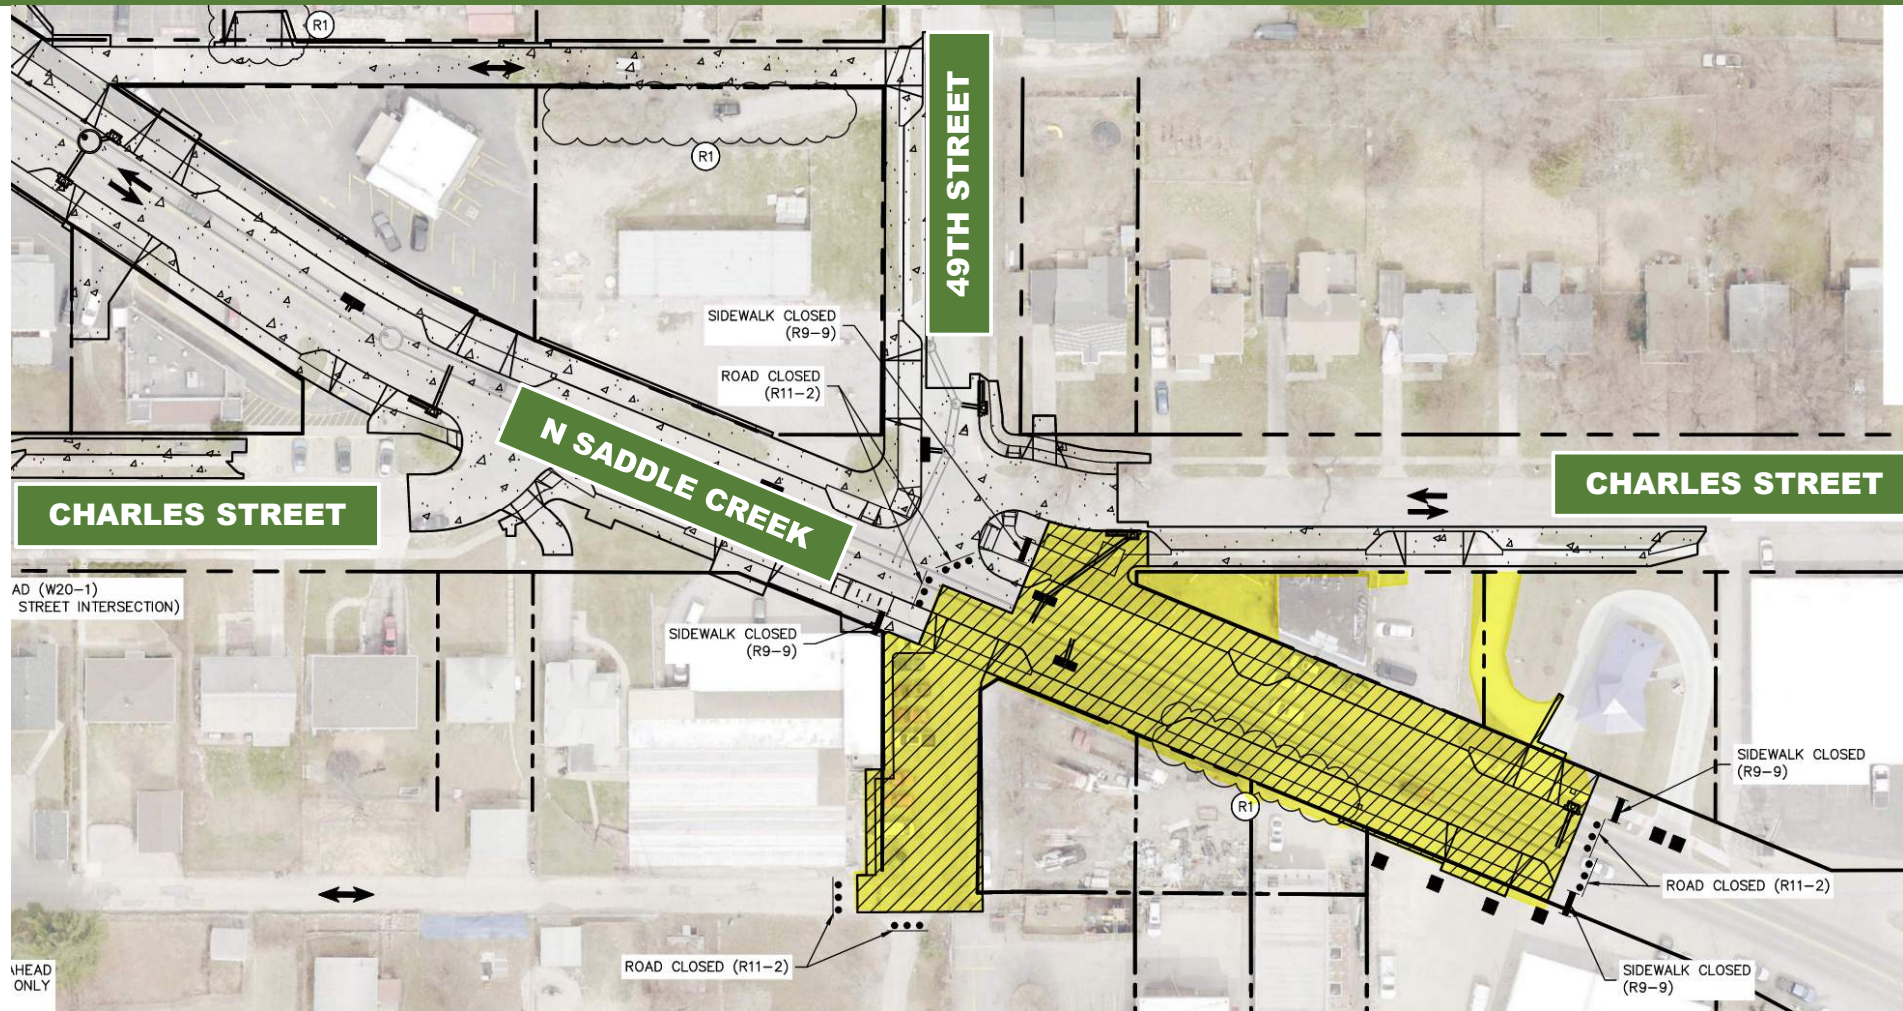 R1
R1
49TH STREET
SIDEWALK CLOSED
(R9-9)
ROAD CLOSED
(R11-2)
N SADDLE CREEK
CHARLES STREET
CHARLES STREET
AD (W20-1)
STREET INTERSECTION)
SIDEWALK CLOSED
(R9-9)
SIDEWALK CLOSED
(R9-9)
R1
ROAD CLOSED (R11-2)
ROAD CLOSED (R11-2)
AHEAD
ONLY
SIDEWALK CLOSED
(R9-9)